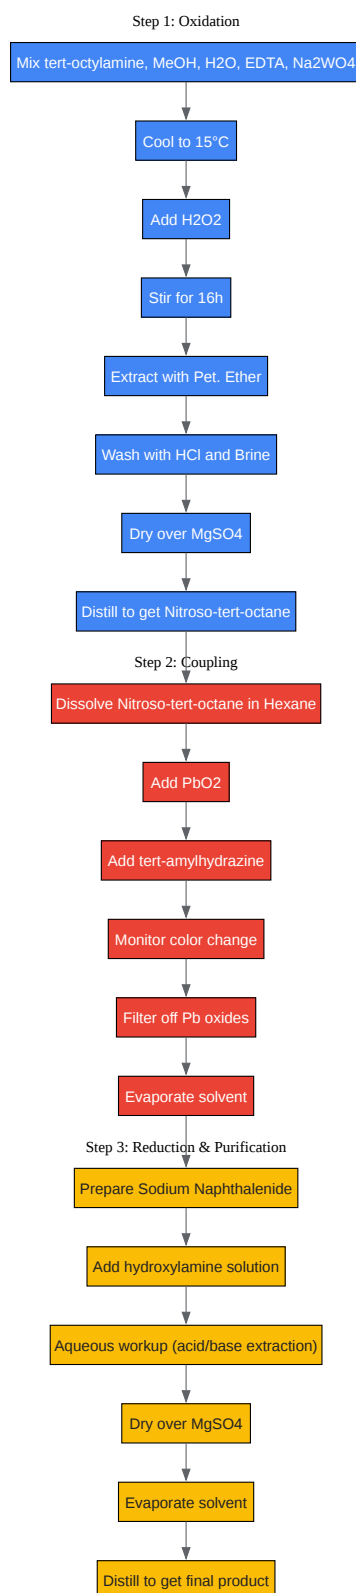 Step 1: Oxidation
Mix tert-octylamine, MeOH, H2O, EDTA, Na2WO4
Cool to 15°C
Add H2O2
Stir for 16h
Extract with Pet. Ether
Wash with HCl and Brine
Dry over MgSO4
Distill to get Nitroso-tert-octane
Step 2: Coupling
Dissolve Nitroso-tert-octane in Hexane
Add PbO2
Add tert-amylhydrazine
Monitor color change
Filter off Pb oxides
Evaporate solvent
Step 3: Reduction & Purification
Prepare Sodium Naphthalenide
Add hydroxylamine solution
Aqueous workup (acid/base extraction)
Dry over MgSO4
Evaporate solvent
Distill to get final product